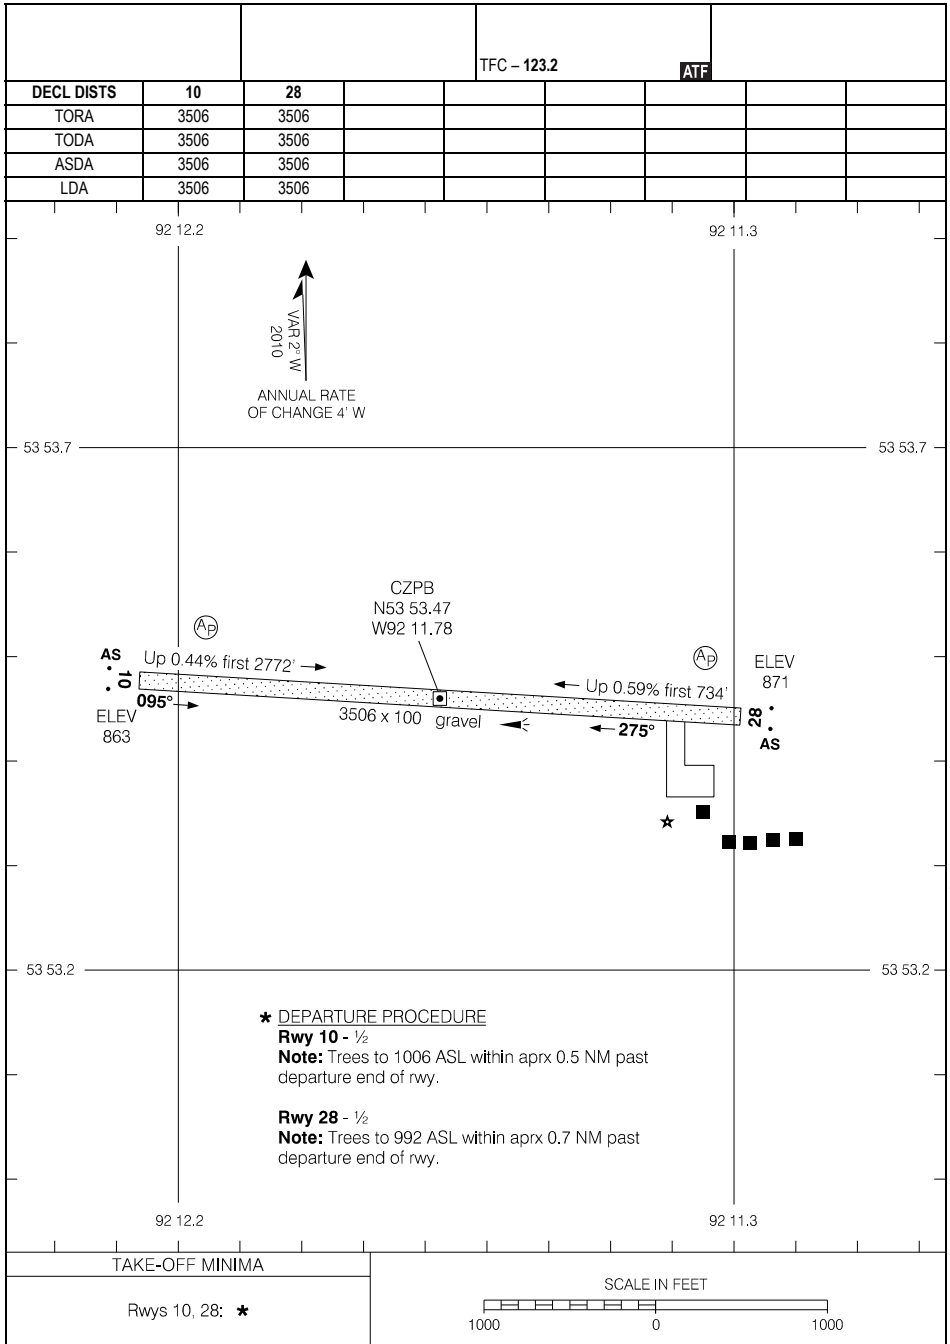 TFC – 123.2 ATF
DECL DISTS 10 28
TORA 3506 3506
TODA 3506 3506
ASDA 3506 3506
LDA 3506 3506
92 12.2 92 11.3
VAR 2° W
2010
ANNUAL RATE
OF CHANGE 4' W
53 53.7 53 53.7
CZPB
N53 53.47
W92 11.78
AP
AP
AS
Up 0.44% first 2772'
10
095°
ELEV
863
3506 x 100 gravel
Up 0.59% first 734'
275°
ELEV
871
28
AS
53 53.2 53 53.2
* DEPARTURE PROCEDURE
Rwy 10 - ½
Note: Trees to 1006 ASL within aprx 0.5 NM past
departure end of rwy.
Rwy 28 - ½
Note: Trees to 992 ASL within aprx 0.7 NM past
departure end of rwy.
92 12.2 92 11.3
TAKE-OFF MINIMA
Rwys 10, 28: *
SCALE IN FEET
1000 0 1000